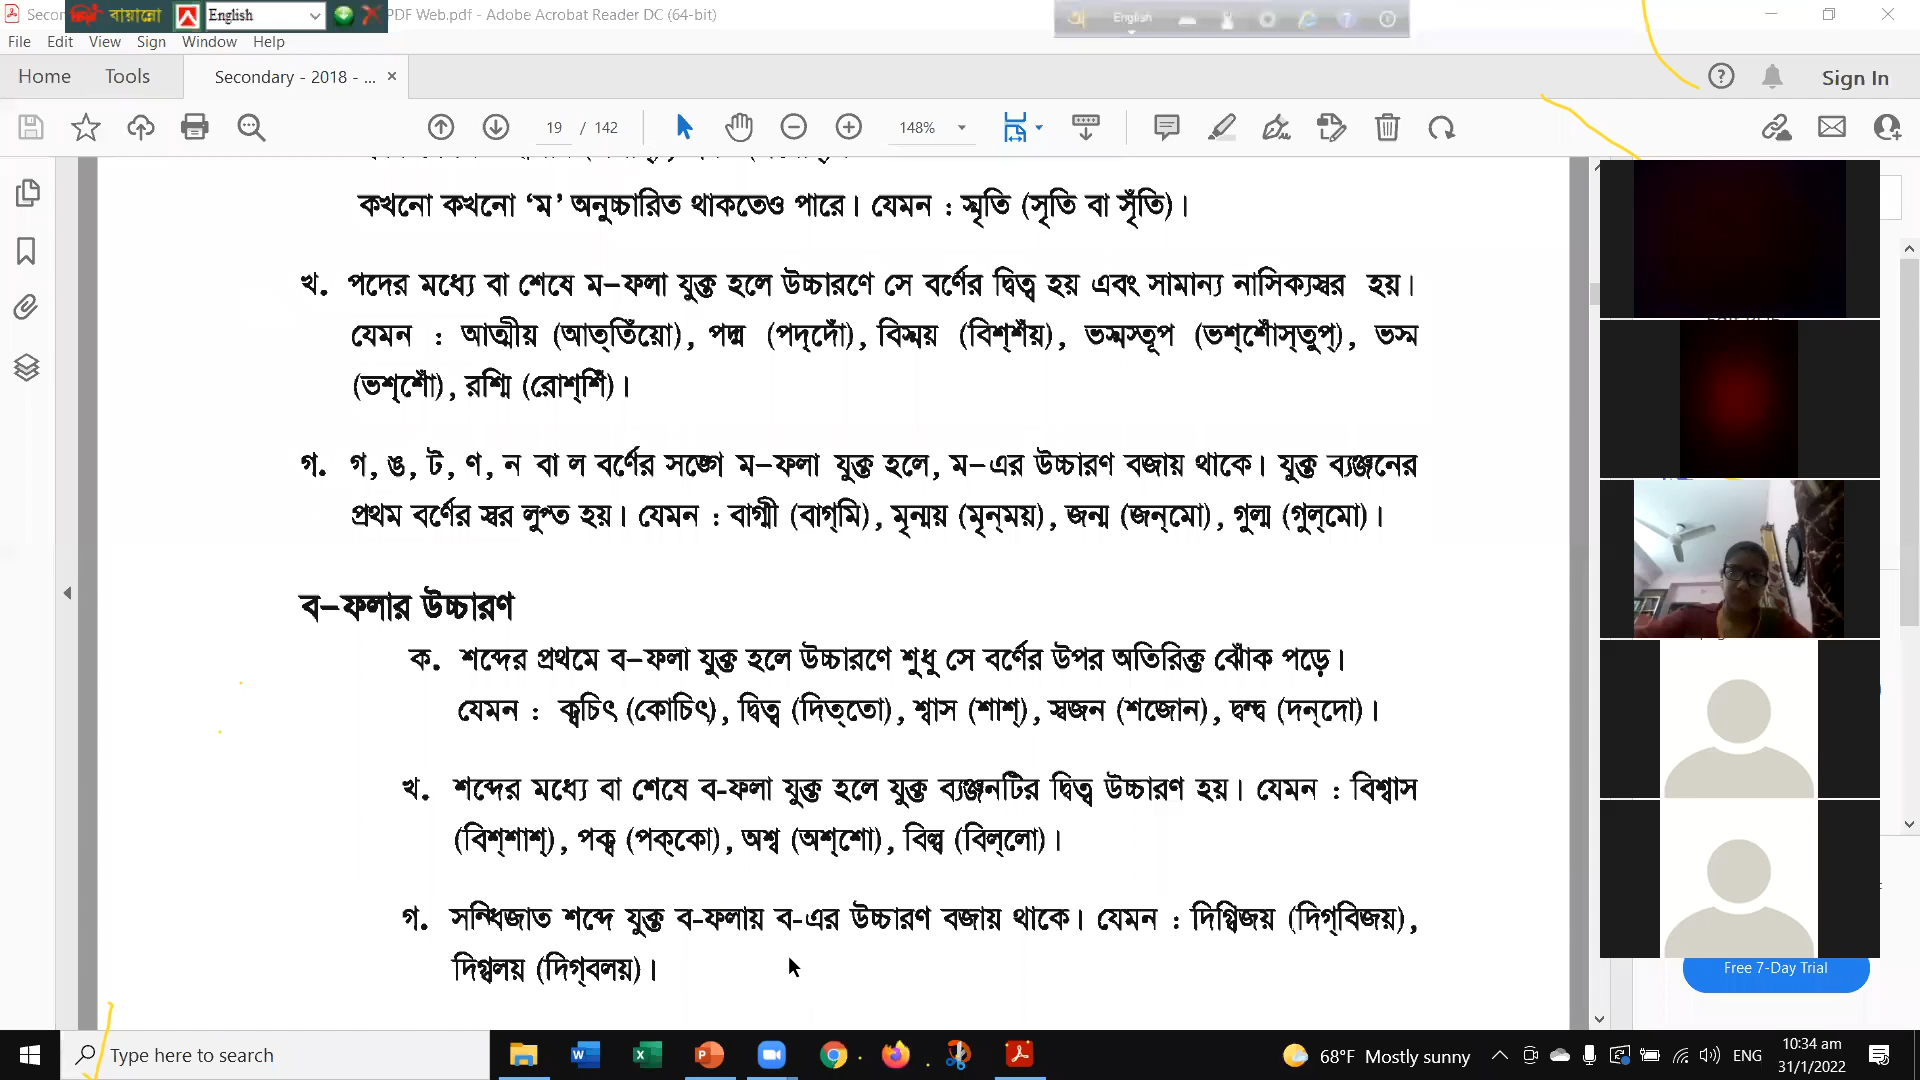 বায়ান্নো
English
PDF Web.pdf - Adobe Acrobat Reader DC (64-bit)
English
File Edit View Sign Window Help
Home Tools Secondary - 2018 - ... Sign In
19 / 142 148%
কখনো কখনো ‘ম’ অনুচ্চারিত থাকতেও পারে। যেমন : স্মৃতি (সৃতি বা সৃঁতি)।
খ. পদের মধ্যে বা শেষে ম–ফলা যুক্ত হলে উচ্চারণে সে বর্ণের দ্বিত্ব হয় এবং সামান্য নাসিক্যস্বর হয়।
যেমন : আত্মীয় (আত্‌তিঁয়ো), পদ্ম (পদ্‌দোঁ), বিস্ময় (বিশ্‌শঁয়), ভস্মস্তূপ (ভশ্‌শোঁস্‌তুপ্‌), ভস্ম
(ভশ্‌শোঁ), রশ্মি (রোশ্‌শিঁ)।
গ. গ, ঙ, ট, ণ, ন বা ল বর্ণের সঙ্গে ম–ফলা যুক্ত হলে, ম–এর উচ্চারণ বজায় থাকে। যুক্ত ব্যঞ্জনের
প্রথম বর্ণের স্বর লুপ্ত হয়। যেমন : বাগ্মী (বাগ্‌মি), মৃন্ময় (মৃন্‌ময়), জন্ম (জন্‌মো), গুল্ম (গুল্‌মো)।
ব–ফলার উচ্চারণ
ক. শব্দের প্রথমে ব–ফলা যুক্ত হলে উচ্চারণে শুধু সে বর্ণের উপর অতিরিক্ত ঝোঁক পড়ে।
যেমন : ক্বচিৎ (কোচিৎ), দ্বিত্ব (দিত্‌তো), শ্বাস (শাশ্‌), স্বজন (শজোন), দ্বন্দ্ব (দন্‌দো)।
খ. শব্দের মধ্যে বা শেষে ব-ফলা যুক্ত হলে যুক্ত ব্যঞ্জনটির দ্বিত্ব উচ্চারণ হয়। যেমন : বিশ্বাস
(বিশ্‌শাশ্‌), পক্ব (পক্‌কো), অশ্ব (অশ্‌শো), বিল্ব (বিল্‌লো)।
গ. সন্ধিজাত শব্দে যুক্ত ব-ফলায় ব-এর উচ্চারণ বজায় থাকে। যেমন : দিগ্বিজয় (দিগ্‌বিজয়),
দিগ্বলয় (দিগ্‌বলয়)।
Free 7-Day Trial
Type here to search
68°F Mostly sunny ENG
10:34 am
31/1/2022